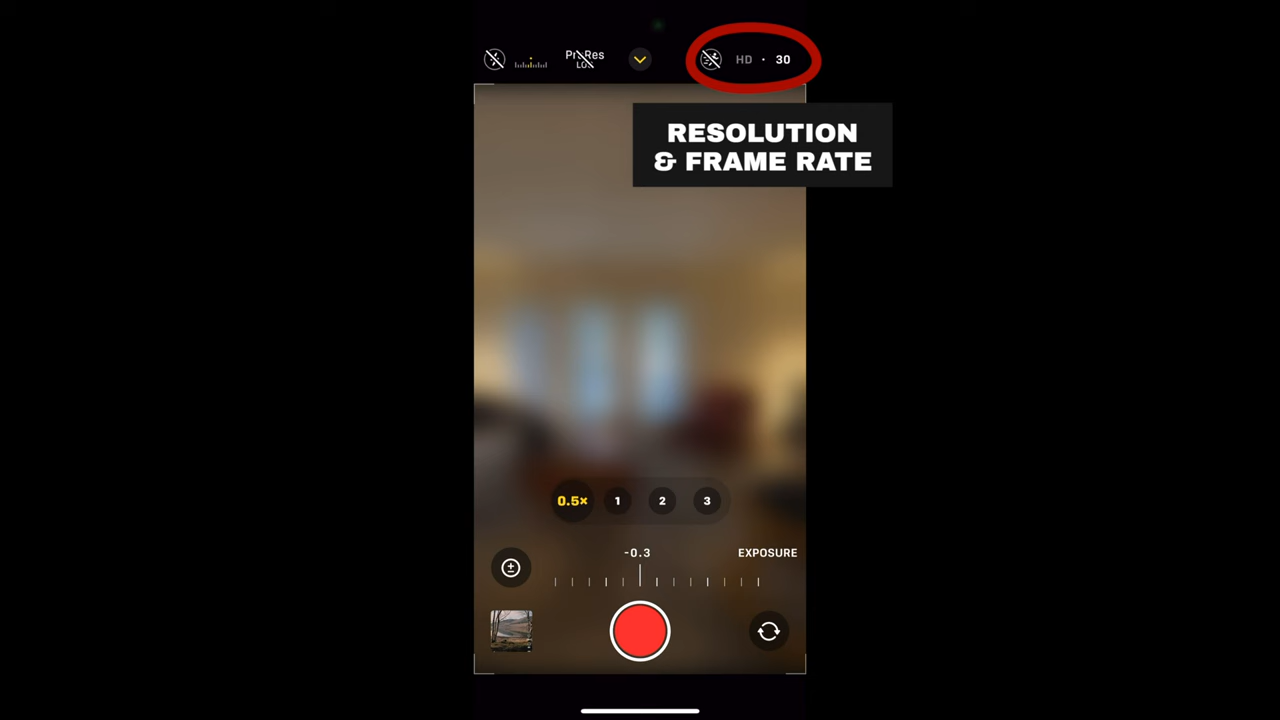 ProRes
LOG
HD · 30
RESOLUTION
& FRAME RATE
0.5×
1
2
3
-0.3
EXPOSURE